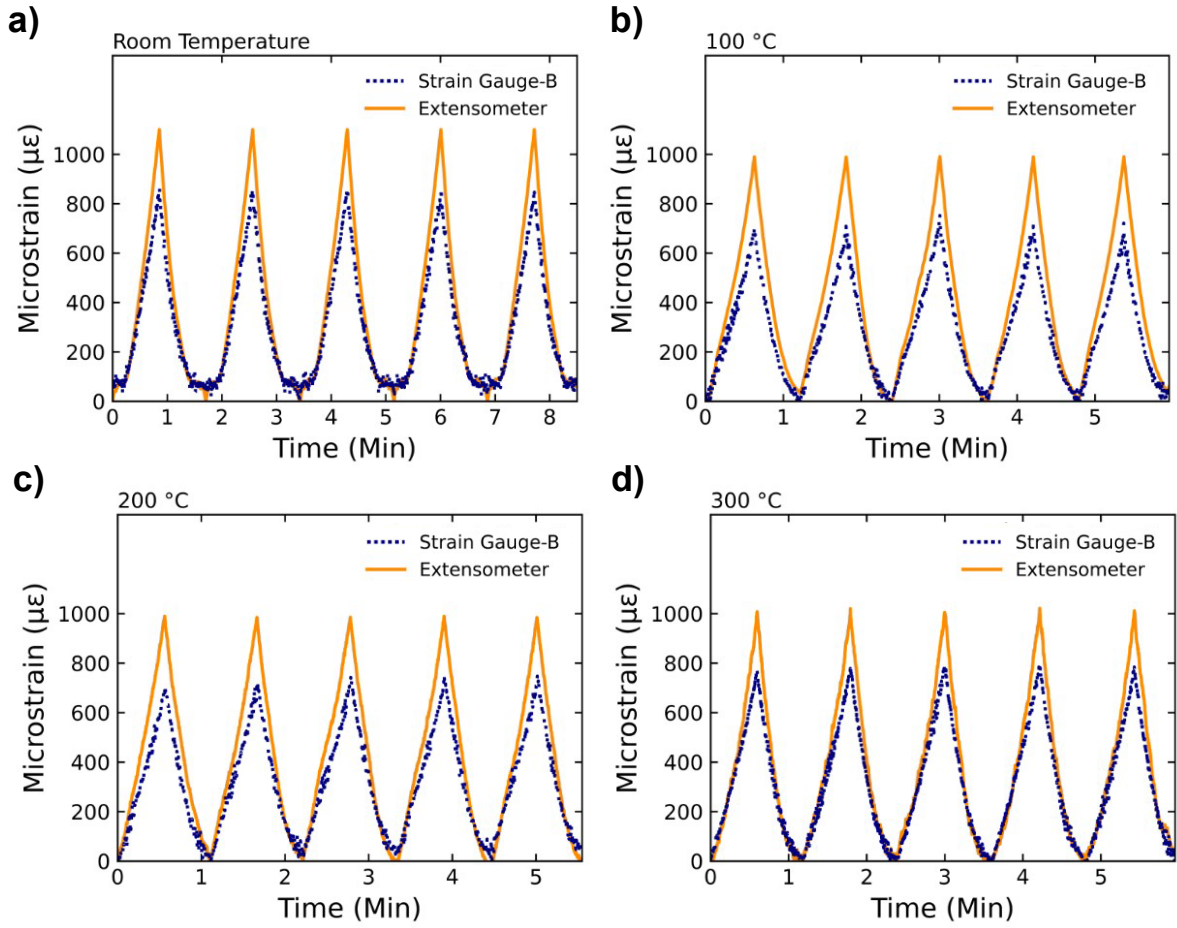 a)
Room Temperature
Strain Gauge-B
Extensometer
1000
800
600
400
200
0
0 1 2 3 4 5 6 7 8
Microstrain (με)
Time (Min)
b)
100 °C
Strain Gauge-B
Extensometer
1000
800
600
400
200
0
0 1 2 3 4 5
Microstrain (με)
Time (Min)
c)
200 °C
Strain Gauge-B
Extensometer
1000
800
600
400
200
0
0 1 2 3 4 5
Microstrain (με)
Time (Min)
d)
300 °C
Strain Gauge-B
Extensometer
1000
800
600
400
200
0
0 1 2 3 4 5
Microstrain (με)
Time (Min)